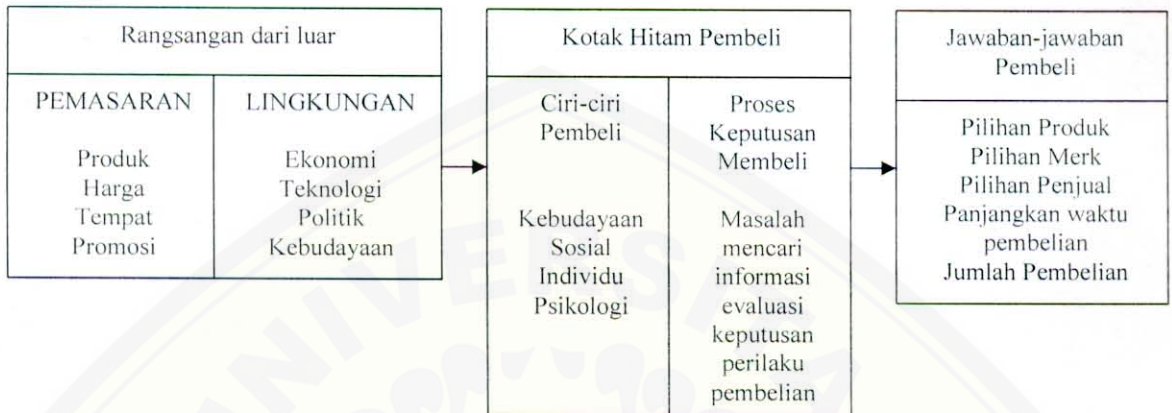 Rangsangan dari luar
PEMASARAN
Produk
Harga
Tempat
Promosi
LINGKUNGAN
Ekonomi
Teknologi
Politik
Kebudayaan
Kotak Hitam Pembeli
Ciri-ciri
Pembeli
Kebudayaan
Sosial
Individu
Psikologi
Proses
Keputusan
Membeli
Masalah
mencari
informasi
evaluasi
keputusan
perilaku
pembelian
Jawaban-jawaban
Pembeli
Pilihan Produk
Pilihan Merk
Pilihan Penjual
Panjangkan waktu
pembelian
Jumlah Pembelian